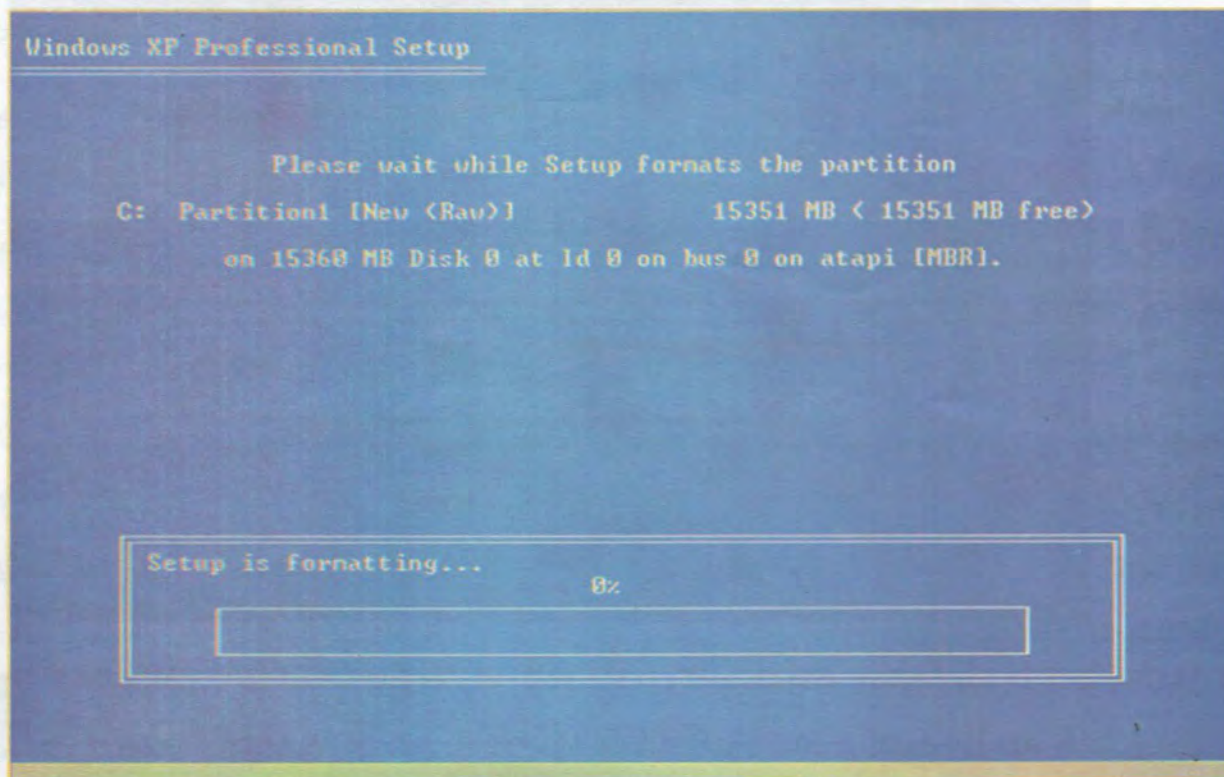 Windows XP Professional Setup
Please wait while Setup formats the partition
C: Partition1 [New (Raw)] 15351 MB ( 15351 MB free)
on 15360 MB Disk 0 at Id 0 on bus 0 on atapi [MBR].
Setup is formatting...
0%